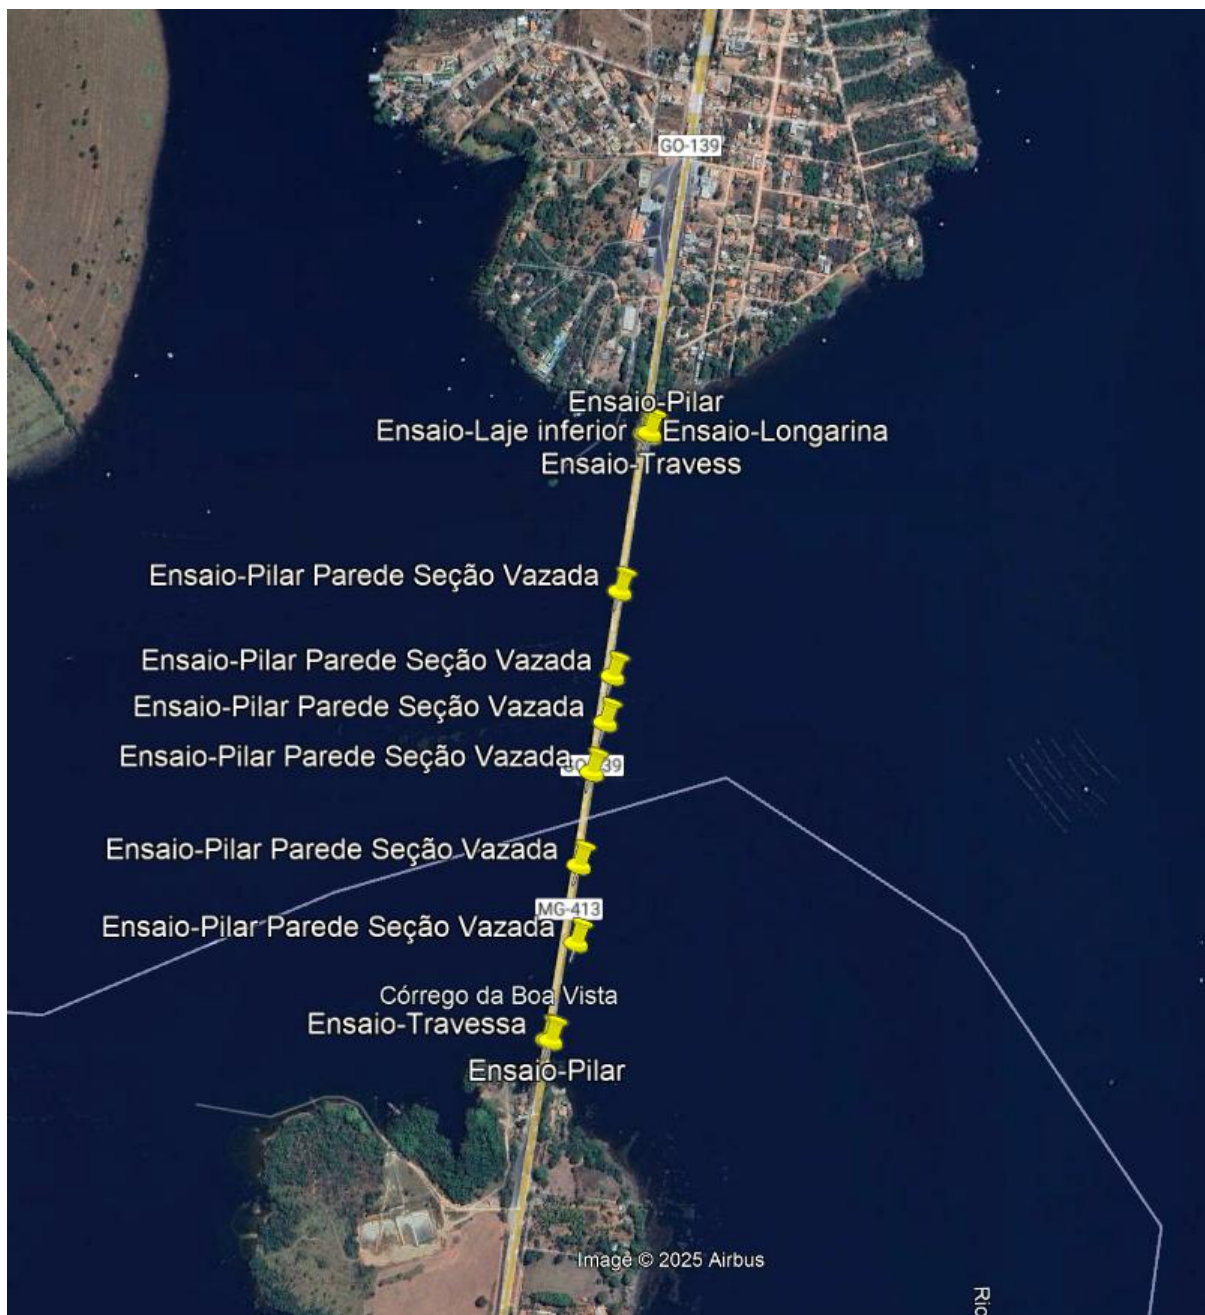 GO-139
Ensaio-Pilar
Ensaio-Laje inferior
Ensaio-Longarina
Ensaio-Travess
Ensaio-Pilar Parede Seção Vazada
Ensaio-Pilar Parede Seção Vazada
Ensaio-Pilar Parede Seção Vazada
Ensaio-Pilar Parede Seção Vazada
Ensaio-Pilar Parede Seção Vazada
MG-413
Ensaio-Pilar Parede Seção Vazada
Córrego da Boa Vista
Ensaio-Travessa
Ensaio-Pilar
Image © 2025 Airbus